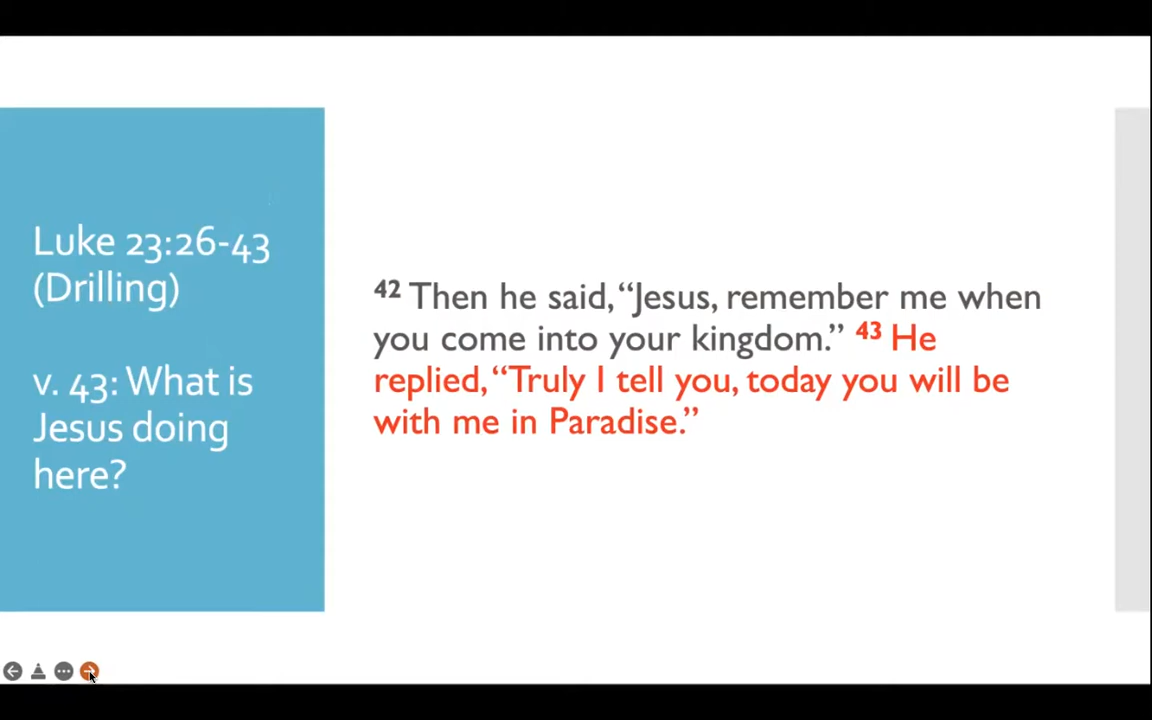 Luke 23:26-43
(Drilling)
v. 43: What is
Jesus doing
here?
42 Then he said, “Jesus, remember me when
you come into your kingdom.” 43 He
replied, “Truly I tell you, today you will be
with me in Paradise.”